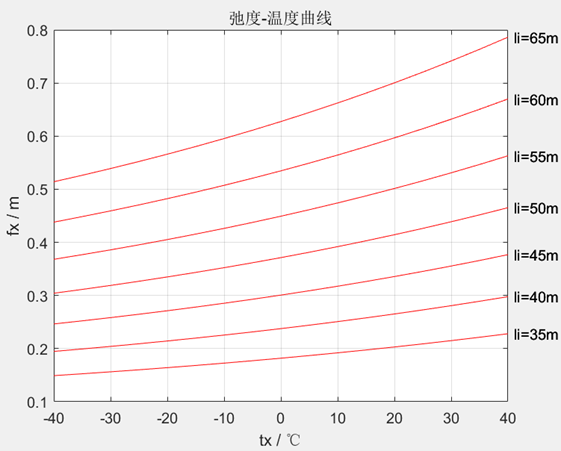 弛度-温度曲线
0.8
0.7
0.6
0.5
0.4
0.3
0.2
0.1
fx / m
-40
-30
-20
-10
0
10
20
30
40
tx / ℃
li=65m
li=60m
li=55m
li=50m
li=45m
li=40m
li=35m